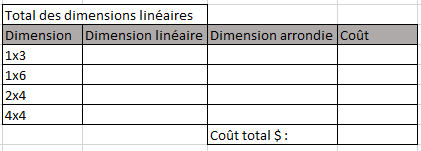 Total des dimensions linéaires
Dimension Dimension linéaire Dimension arrondie Coût
1x3
1x6
2x4
4x4
Coût total $ :